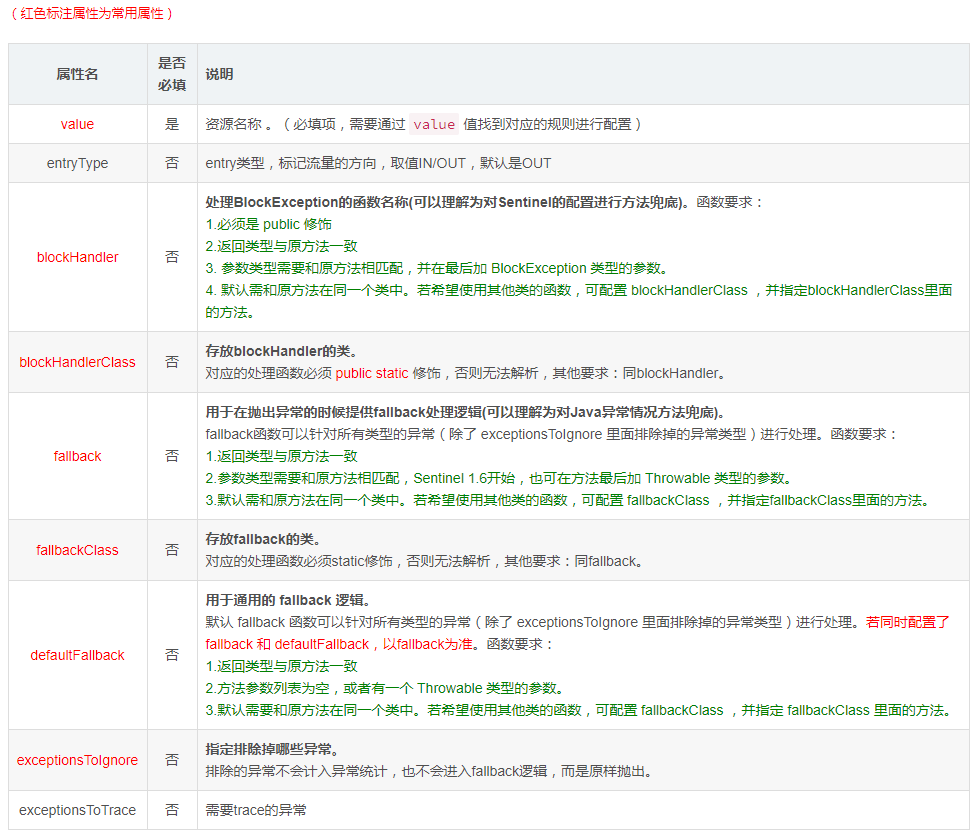 （红色标注属性为常用属性）
属性名
是否
必填
说明
value
是
资源名称 。（必填项，需要通过 value 值找到对应的规则进行配置）
entryType
否
entry类型，标记流量的方向，取值IN/OUT，默认是OUT
blockHandler
否
处理BlockException的函数名称(可以理解为对Sentinel的配置进行方法兜底)。函数要求：
1.必须是 public 修饰
2.返回类型与原方法一致
3. 参数类型需要和原方法相匹配，并在最后加 BlockException 类型的参数。
4. 默认需和原方法在同一个类中。若希望使用其他类的函数，可配置 blockHandlerClass ，并指定blockHandlerClass里面
的方法。
blockHandlerClass
否
存放blockHandler的类。
对应的处理函数必须 public static 修饰，否则无法解析，其他要求：同blockHandler。
fallback
否
用于在抛出异常的时候提供fallback处理逻辑(可以理解为对Java异常情况方法兜底)。
fallback函数可以针对所有类型的异常（除了 exceptionsToIgnore 里面排除掉的异常类型）进行处理。函数要求：
1.返回类型与原方法一致
2.参数类型需要和原方法相匹配，Sentinel 1.6开始，也可在方法最后加 Throwable 类型的参数。
3.默认需和原方法在同一个类中。若希望使用其他类的函数，可配置 fallbackClass ，并指定fallbackClass里面的方法。
fallbackClass
否
存放fallback的类。
对应的处理函数必须static修饰，否则无法解析，其他要求：同fallback。
defaultFallback
否
用于通用的 fallback 逻辑。
默认 fallback 函数可以针对所有类型的异常（除了 exceptionsToIgnore 里面排除掉的异常类型）进行处理。若同时配置了
fallback 和 defaultFallback，以fallback为准。函数要求：
1.返回类型与原方法一致
2.方法参数列表为空，或者有一个 Throwable 类型的参数。
3.默认需要和原方法在同一个类中。若希望使用其他类的函数，可配置 fallbackClass ，并指定 fallbackClass 里面的方法。
exceptionsToIgnore
否
指定排除掉哪些异常。
排除的异常不会计入异常统计，也不会进入fallback逻辑，而是原样抛出。
exceptionsToTrace
否
需要trace的异常